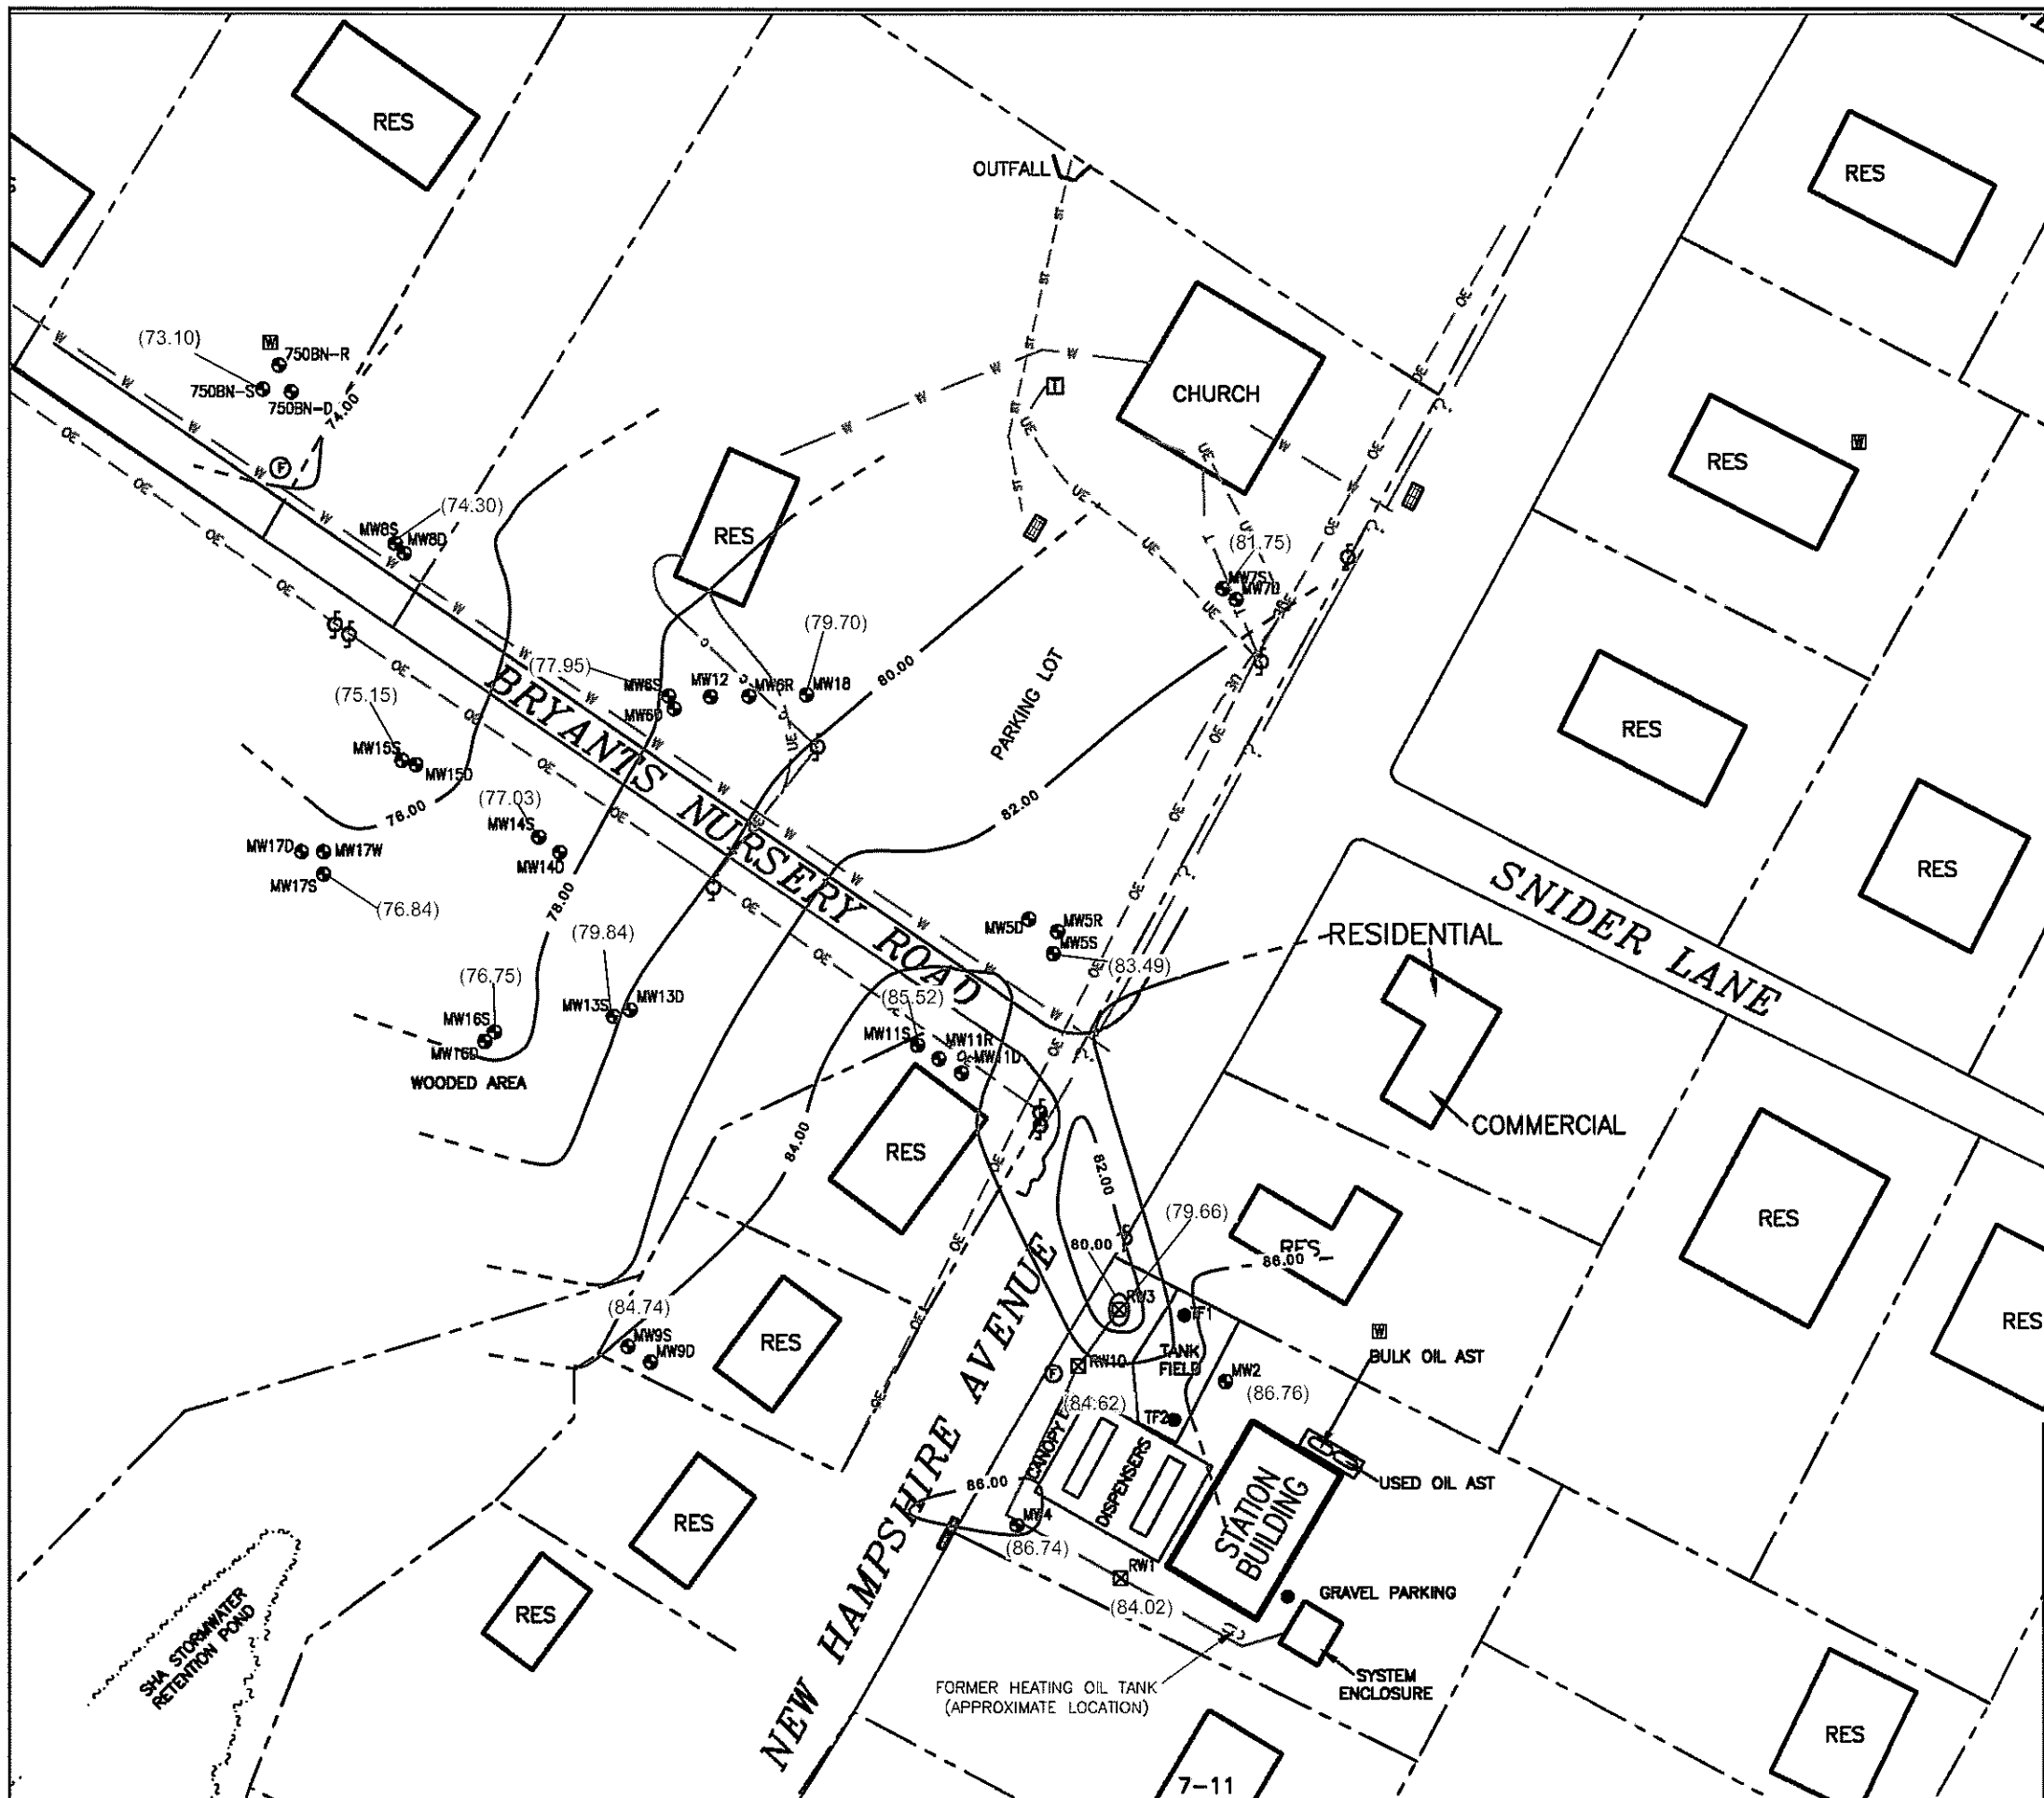 RES
RES
OUTFALL
RES
(73.10)
W
750BN-R
750BN-S
750BN-D
74.00
F
T
CHURCH
RES
W
(74.30)
MW8S
MW8D
RES
(81.75)
MW7S
MW7D
(77.95)
(79.70)
MW6S
MW12
MW6R
MW18
MW6D
80.00
PARKING LOT
RES
(75.15)
MW15S
MW15D
BRYANTS NURSERY ROAD
76.00
(77.03)
MW14S
MW14D
82.00
MW17D
MW17W
MW17S
(76.84)
78.00
RES
SNIDER LANE
MW5D
MW5R
MW5S
(83.49)
RESIDENTIAL
(79.84)
(76.75)
MW13S
MW13D
(85.52)
MW16S
MW16D
MW11S
MW11R
MW11D
WOODED AREA
COMMERCIAL
84.00
RES
82.00
(79.66)
80.00
RES
86.00
RES
RW3
TF1
(84.74)
MW9S
MW9D
RES
RES
NEW HAMPSHIRE AVENUE
TANK
FIELD
RW10
F
MW2
(86.76)
W
BULK OIL AST
(84.62)
TF2
CANOPY
DISPENSERS
86.00
USED OIL AST
STATION
BUILDING
RES
MW4
(86.74)
RW1
(84.02)
GRAVEL PARKING
RES
SHA STORMWATER
RETENTION POND
FORMER HEATING OIL TANK
(APPROXIMATE LOCATION)
SYSTEM
ENCLOSURE
RES
7-11